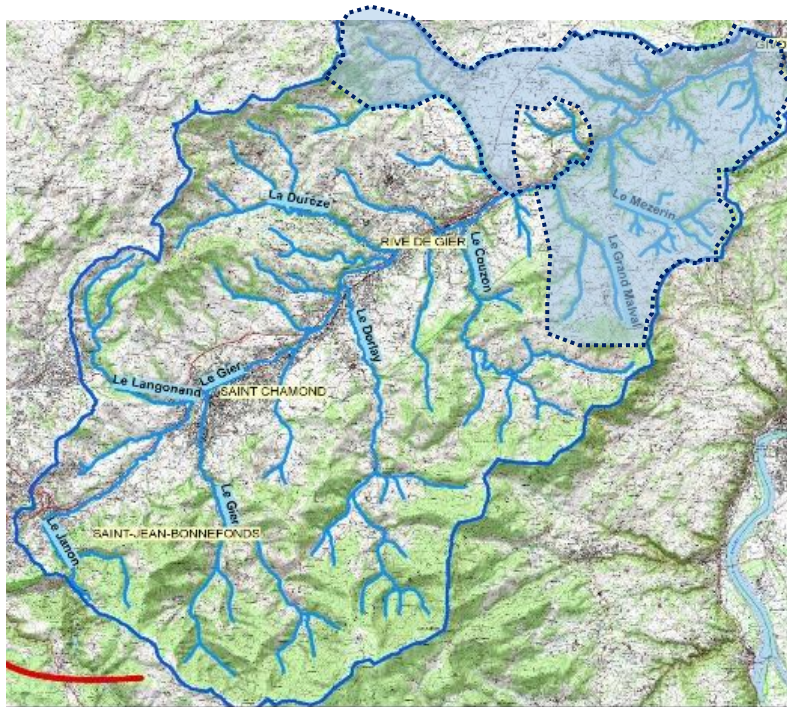 La Durèze
RIVE DE GIER
Le Mezerin
Le Couzon
Le Grand Malval
Le Dorlay
Le Gier
Le Langonand
SAINT CHAMOND
Le Gier
SAINT-JEAN-BONNEFONDS
Le Janon